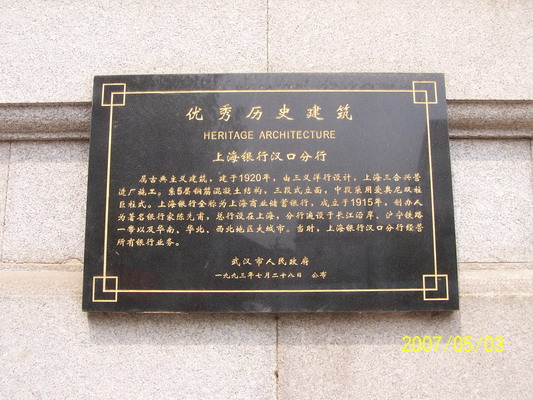 优秀历史建筑
HERITAGE ARCHITECTURE
上海银行汉口分行
属古典主义建筑，建于1920年，由三义洋行设计，上海三合兴营
造厂施工。系5层钢筋混凝土结构，三段式立面，中段采用爱奥尼双柱
巨柱式。上海银行全称为上海商业储蓄银行，成立于1915年，创办人
为著名银行家陈光甫，总行设在上海，分行遍设于长江沿岸、沪宁铁路
一带以及华南、华北、西北地区大城市。当时，上海银行汉口分行经营
所有银行业务。
武汉市人民政府
一九九三年七月二十八日 公布
2007/05/03